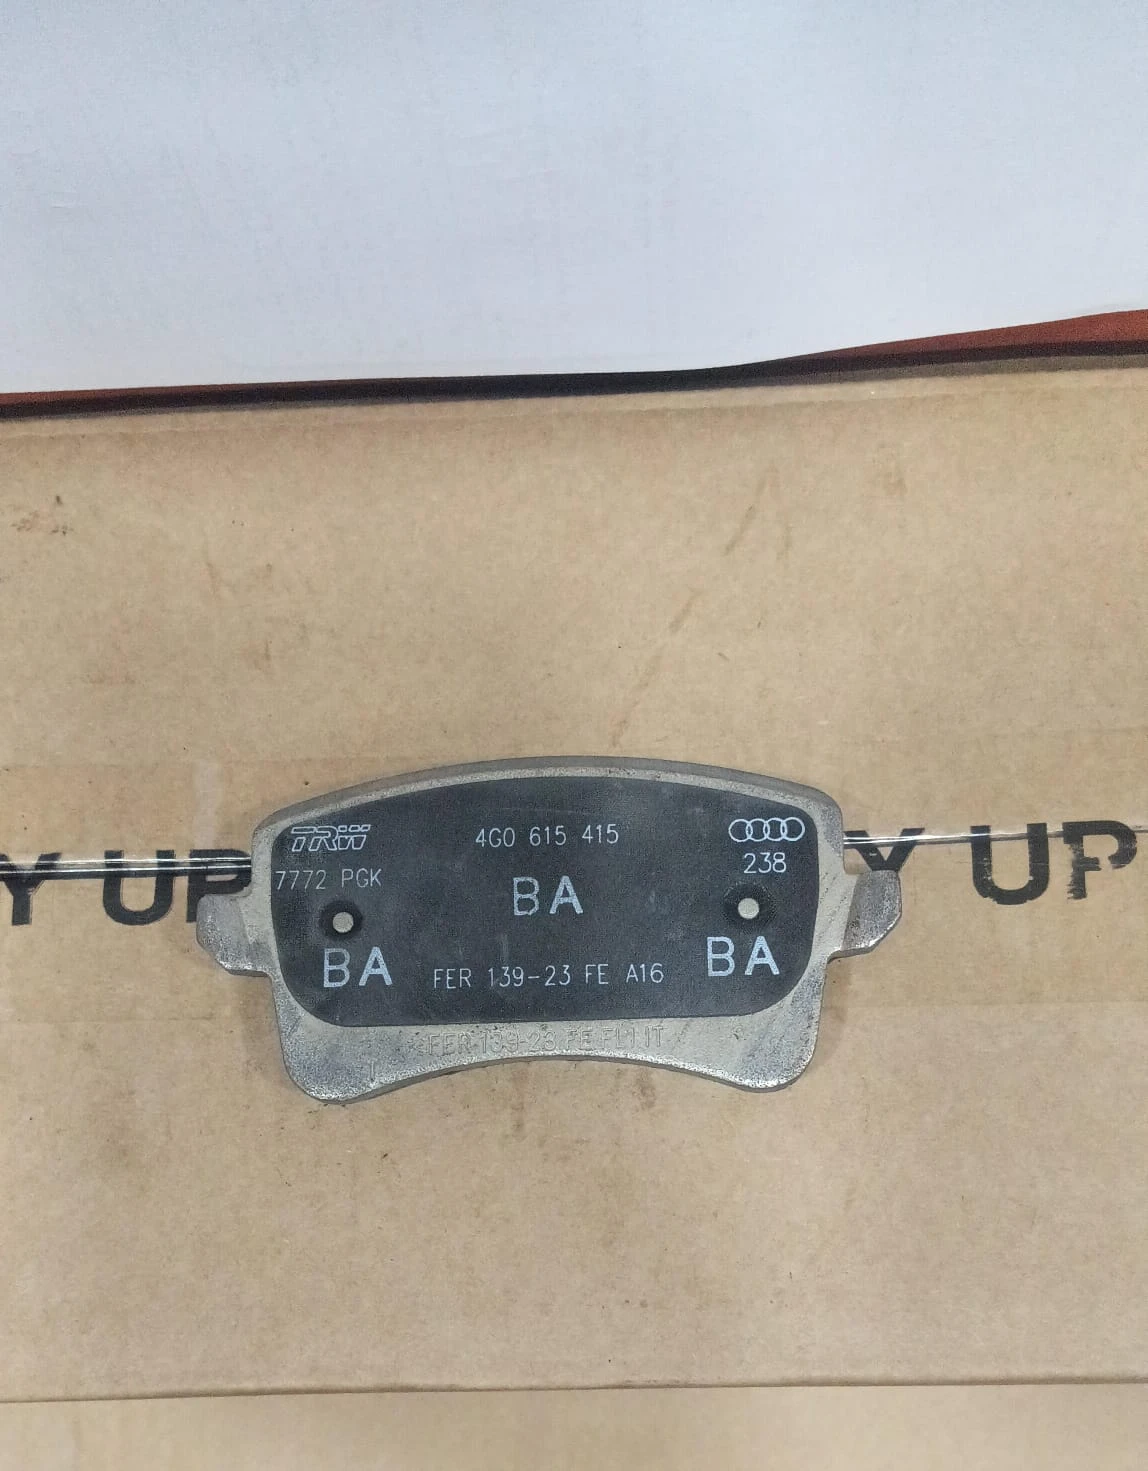 TRW
4G0 615 415
7772 PGK
238
BA
BA
BA
FER 139-23 FE A16
FER 139-23 FE FL1 IT
Y UP
Y UP